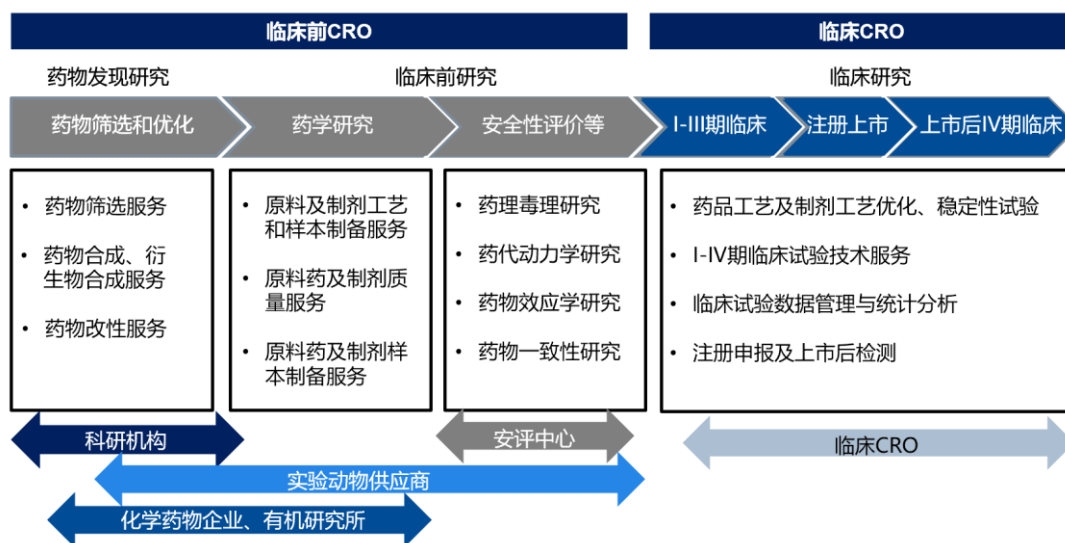 临床前CRO
临床CRO
药物发现研究
临床前研究
临床研究
药物筛选和优化
药学研究
安全性评价等
I-III期临床
注册上市
上市后IV期临床
• 药物筛选服务
• 药物合成、衍
生物合成服务
• 药物改性服务
• 原料及制剂工艺
和样本制备服务
• 原料药及制剂质
量服务
• 原料药及制剂样
本制备服务
• 药理毒理研究
• 药代动力学研究
• 药物效应学研究
• 药物一致性研究
• 药品工艺及制剂工艺优化、稳定性试验
• I-IV期临床试验技术服务
• 临床试验数据管理与统计分析
• 注册申报及上市后检测
科研机构
安评中心
临床CRO
实验动物供应商
化学药物企业、有机研究所